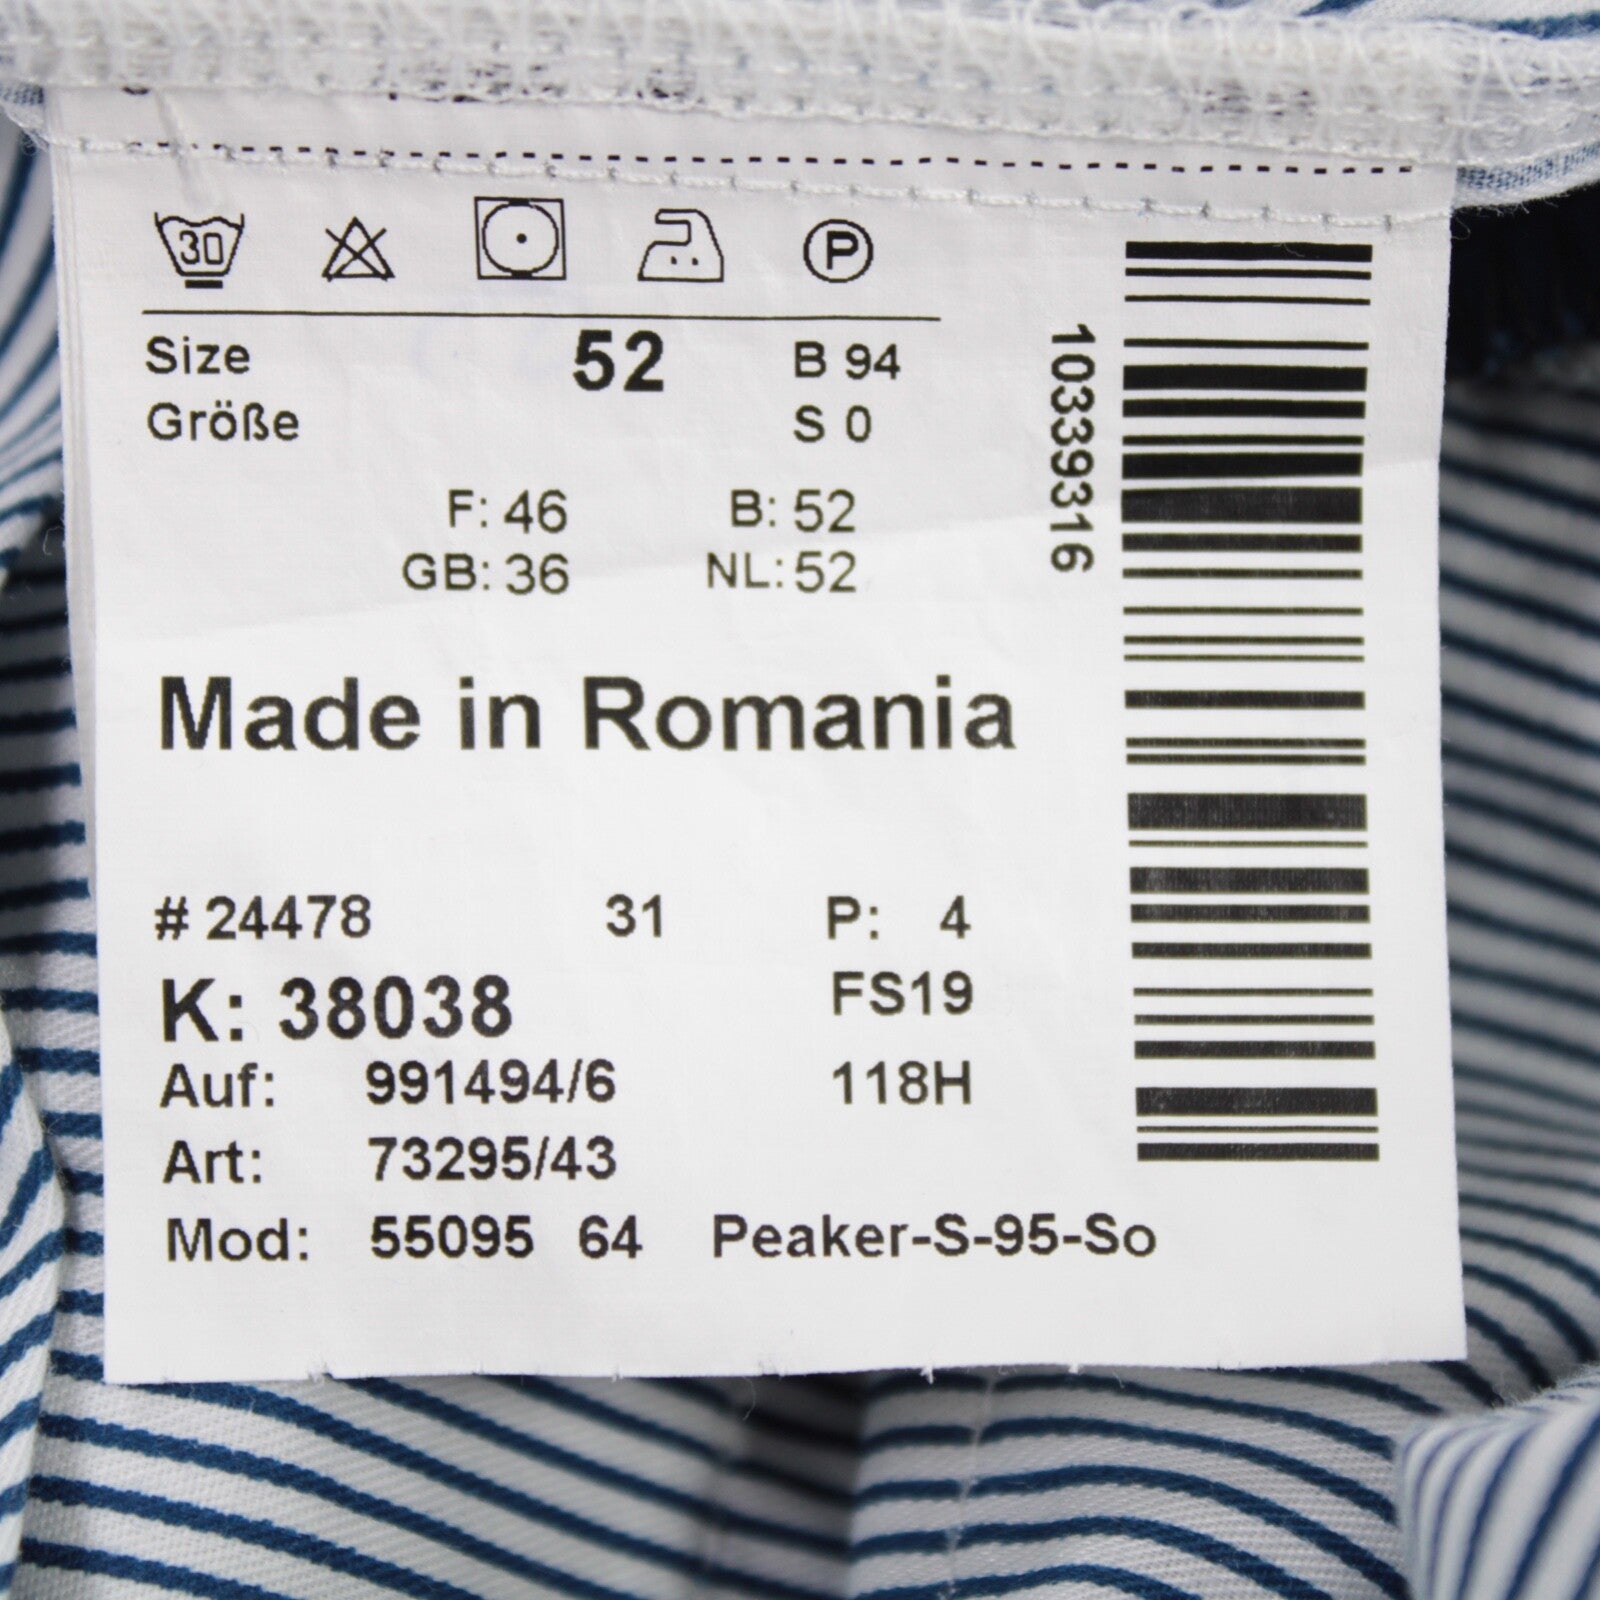 30 P
Size 52 B 94
Größe S 0
F: 46 B: 52
GB: 36 NL: 52
Made in Romania
# 24478 31 P: 4
K: 38038 FS19
Auf: 991494/6 118H
Art: 73295/43
Mod: 55095 64 Peaker-S-95-So
10339316